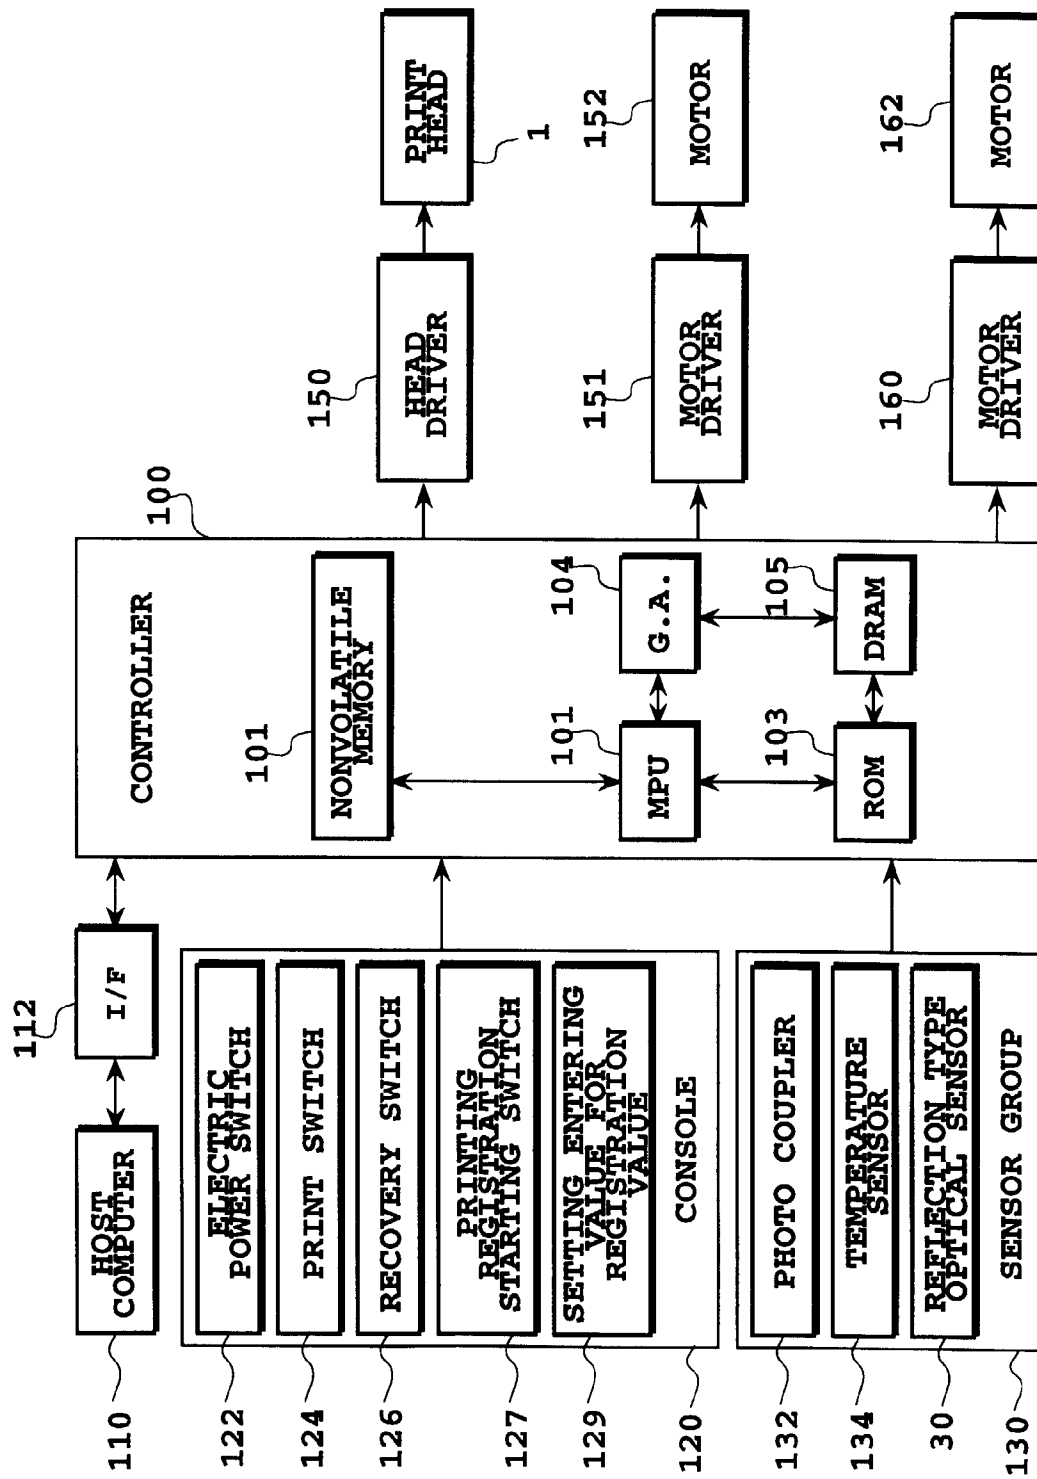 110
HOST
COMPUTER
112
I/F
122
ELECTRIC
POWER SWITCH
124
PRINT SWITCH
126
RECOVERY SWITCH
127
PRINTING
REGISTRATION
STARTING SWITCH
129
SETTING ENTERING
VALUE FOR
REGISTRATION
VALUE
120
CONSOLE
132
PHOTO COUPLER
134
TEMPERATURE
SENSOR
30
REFLECTION TYPE
OPTICAL SENSOR
130
SENSOR GROUP
100
CONTROLLER
101
NONVOLATILE
MEMORY
101
MPU
104
G.A.
103
ROM
105
DRAM
150
HEAD
DRIVER
PRINT
HEAD
1
151
MOTOR
DRIVER
152
MOTOR
160
MOTOR
DRIVER
162
MOTOR